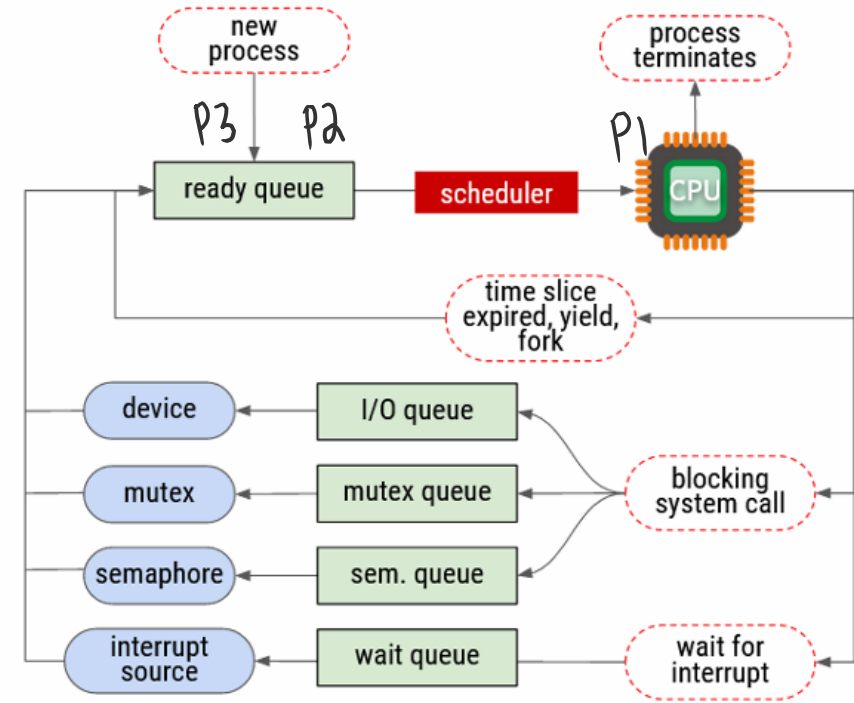 new
process
process
terminates
P3 P2
P1
ready queue
scheduler
CPU
time slice
expired, yield,
fork
device
I/O queue
mutex
mutex queue
blocking
system call
semaphore
sem. queue
interrupt
source
wait queue
wait for
interrupt